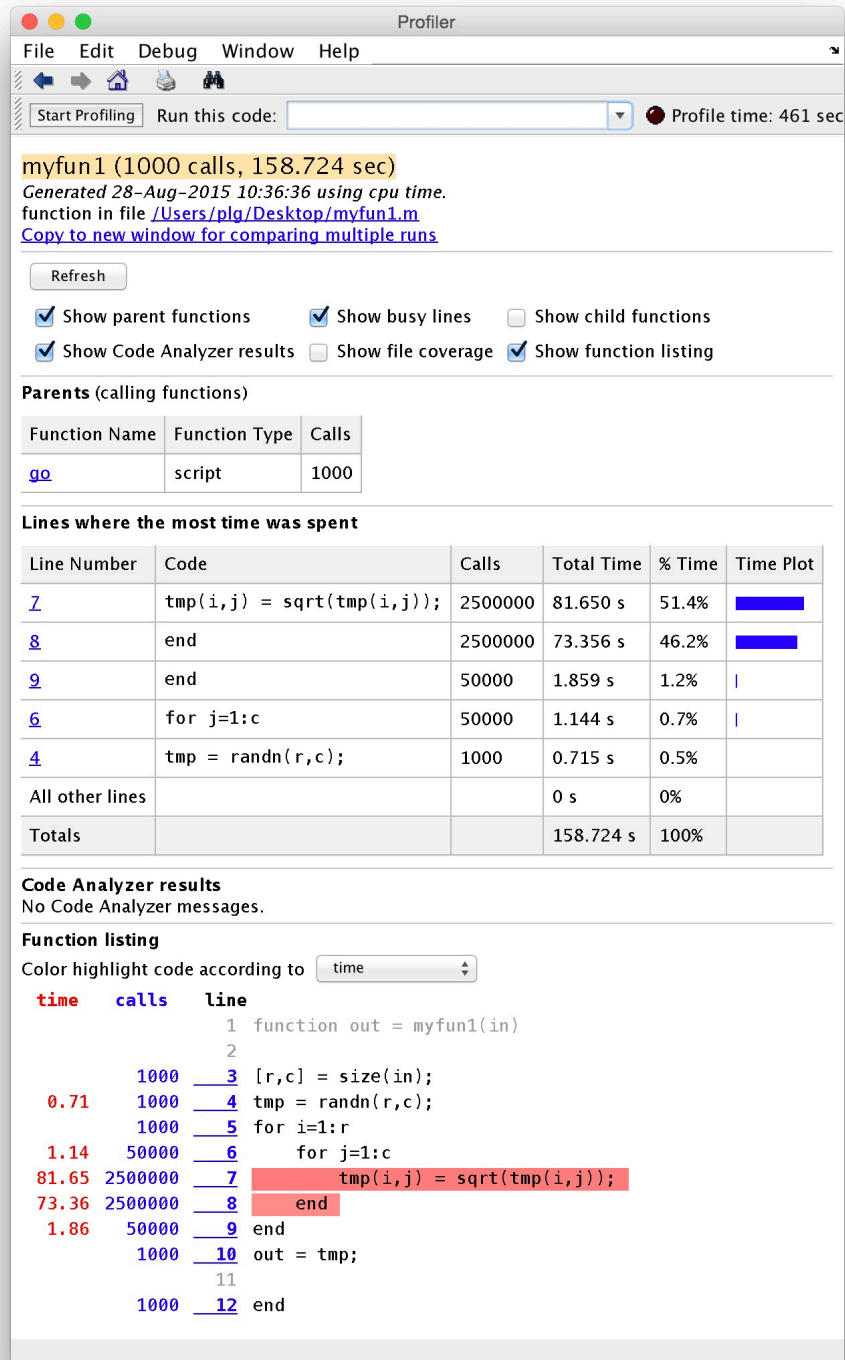 Profiler
File Edit Debug Window Help
Start Profiling Run this code: Profile time: 461 sec
myfun1 (1000 calls, 158.724 sec)
Generated 28-Aug-2015 10:36:36 using cpu time.
function in file /Users/plg/Desktop/myfun1.m
Copy to new window for comparing multiple runs
Refresh
Show parent functions Show busy lines Show child functions
Show Code Analyzer results Show file coverage Show function listing
Parents (calling functions)
Function Name Function Type Calls
go script 1000
Lines where the most time was spent
Line Number Code Calls Total Time % Time Time Plot
7 tmp(i,j) = sqrt(tmp(i,j)); 2500000 81.650 s 51.4%
8 end 2500000 73.356 s 46.2%
9 end 50000 1.859 s 1.2%
6 for j=1:c 50000 1.144 s 0.7%
4 tmp = randn(r,c); 1000 0.715 s 0.5%
All other lines 0 s 0%
Totals 158.724 s 100%
Code Analyzer results
No Code Analyzer messages.
Function listing
Color highlight code according to time
time calls line
1 function out = myfun1(in)
2
1000 3 [r,c] = size(in);
0.71 1000 4 tmp = randn(r,c);
1000 5 for i=1:r
1.14 50000 6 for j=1:c
81.65 2500000 7 tmp(i,j) = sqrt(tmp(i,j));
73.36 2500000 8 end
1.86 50000 9 end
1000 10 out = tmp;
11
1000 12 end